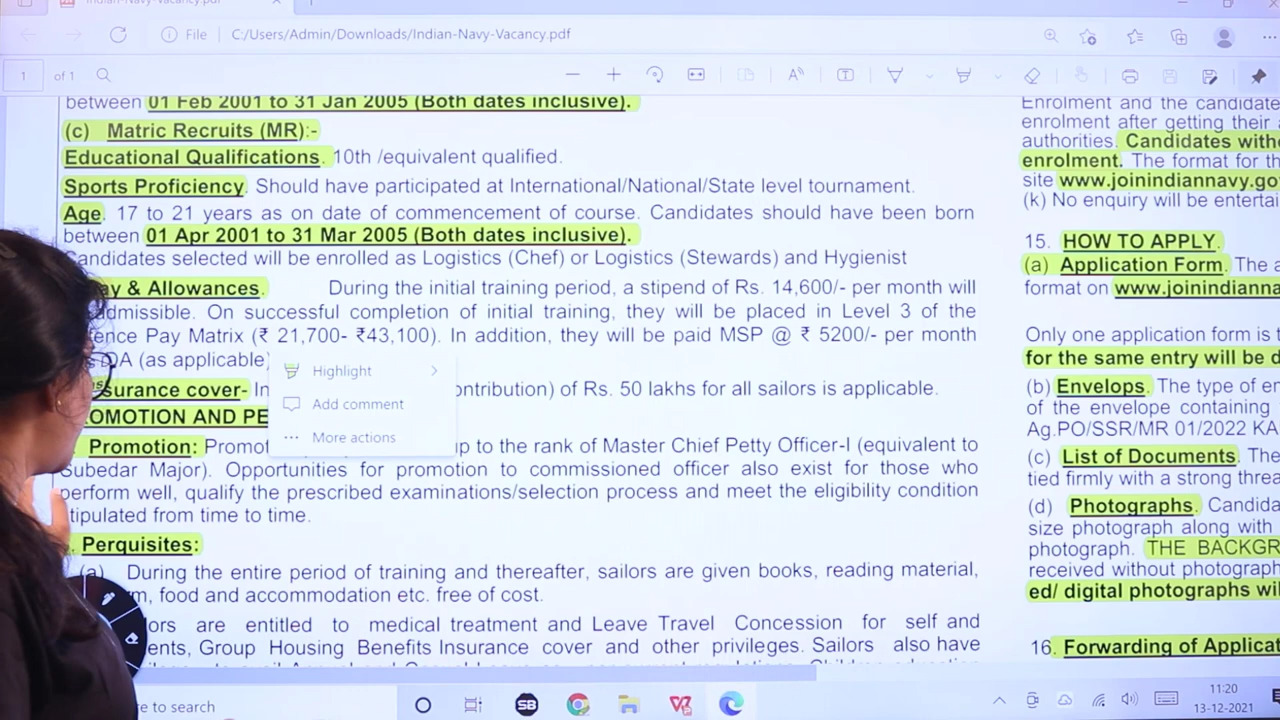 Indian-Navy-Vacancy.pdf
File C:/Users/Admin/Downloads/Indian-Navy-Vacancy.pdf
1 of 1
between 01 Feb 2001 to 31 Jan 2005 (Both dates inclusive).
(c) Matric Recruits (MR):-
Educational Qualifications. 10th /equivalent qualified.
Sports Proficiency. Should have participated at International/National/State level tournament.
Age. 17 to 21 years as on date of commencement of course. Candidates should have been born
between 01 Apr 2001 to 31 Mar 2005 (Both dates inclusive).
Candidates selected will be enrolled as Logistics (Chef) or Logistics (Stewards) and Hygienist
ay & Allowances. During the initial training period, a stipend of Rs. 14,600/- per month will
admissible. On successful completion of initial training, they will be placed in Level 3 of the
ence Pay Matrix (₹ 21,700- ₹43,100). In addition, they will be paid MSP @ ₹ 5200/- per month
DA (as applicable)
surance cover- In ontribution) of Rs. 50 lakhs for all sailors is applicable.
OMOTION AND PE
Promotion: Promot up to the rank of Master Chief Petty Officer-I (equivalent to
Subedar Major). Opportunities for promotion to commissioned officer also exist for those who
perform well, qualify the prescribed examinations/selection process and meet the eligibility condition
tipulated from time to time.
Perquisites:
(a) During the entire period of training and thereafter, sailors are given books, reading material,
m, food and accommodation etc. free of cost.
ors are entitled to medical treatment and Leave Travel Concession for self and
ents, Group Housing Benefits Insurance cover and other privileges. Sailors also have
Highlight
Add comment
More actions
Enrolment and the candidate
enrolment after getting their
authorities. Candidates with
enrolment. The format for th
site www.joinindiannavy.go
(k) No enquiry will be entertai
15. HOW TO APPLY.
(a) Application Form. The a
format on www.joinindianna
Only one application form is
for the same entry will be d
(b) Envelops. The type of en
of the envelope containing
Ag.PO/SSR/MR 01/2022 KA
(c) List of Documents. The
tied firmly with a strong threa
(d) Photographs. Candida
size photograph along with
photograph. THE BACKGR
received without photograph
ed/ digital photographs wil
16. Forwarding of Applicat
re to search
SB
11:20
13-12-2021